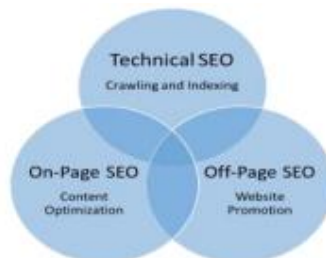 Technical SEO
Crawling and Indexing
On-Page SEO
Content
Optimization
Off-Page SEO
Website
Promotion